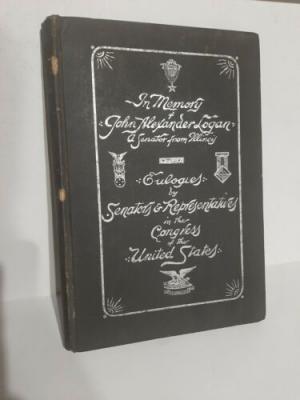 In Memory
of
John Alexander Logan
a Senator from Illinois
Eulogies
by
Senators & Representatives
in the
Congress
of the
United States